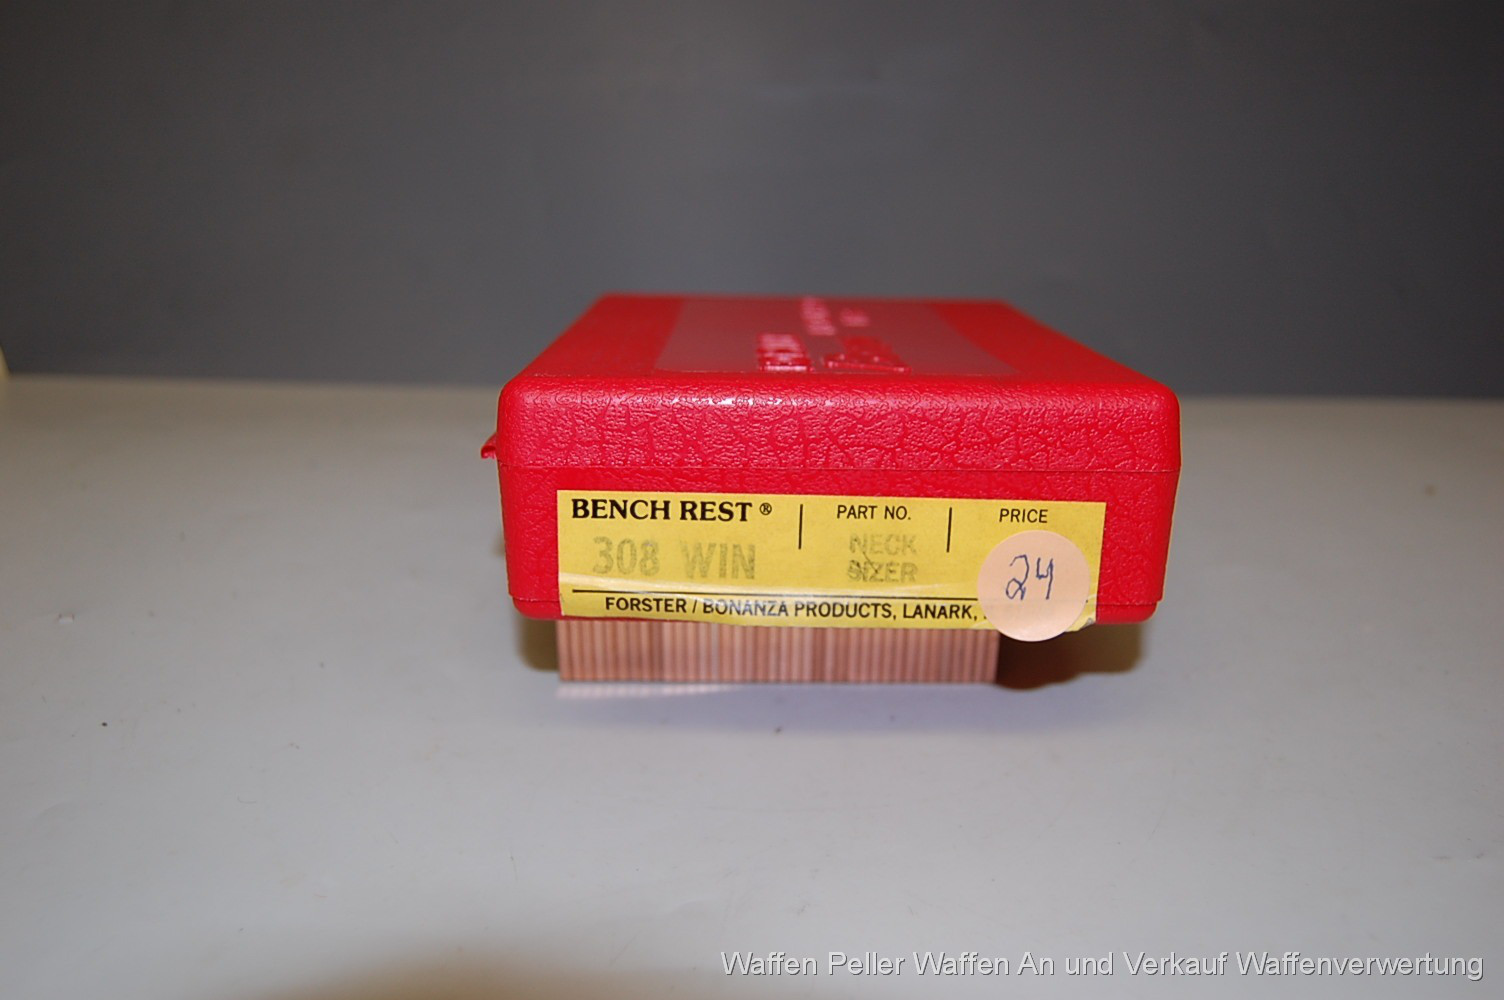 BENCH REST ®
PART NO.
PRICE
308 WIN
NECK
SIZER
24
FORSTER / BONANZA PRODUCTS, LANARK,
Waffen Peller Waffen An und Verkauf Waffenverwertung